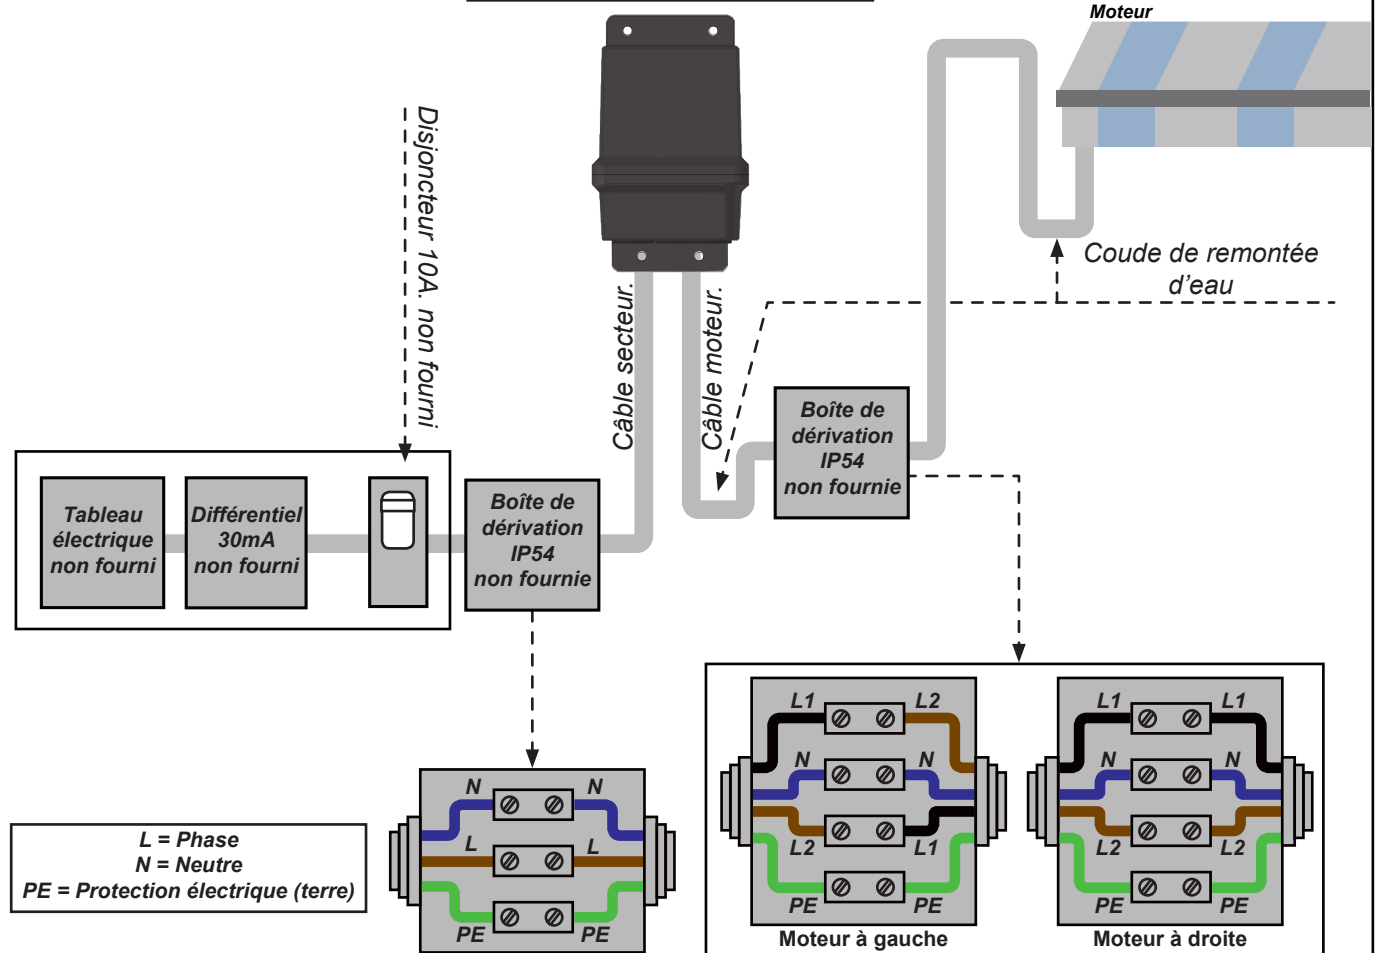 Moteur
Disjoncteur 10A. non fourni
Câble secteur.
Câble moteur.
Coude de remontée
d'eau
Boîte de
dérivation
IP54
non fournie
Tableau
électrique
non fourni
Différentiel
30mA
non fourni
Boîte de
dérivation
IP54
non fournie
L = Phase
N = Neutre
PE = Protection électrique (terre)
N N
L L
PE PE
L1 L2
N N
L2 L1
PE PE
Moteur à gauche
L1 L1
N N
L2 L2
PE PE
Moteur à droite